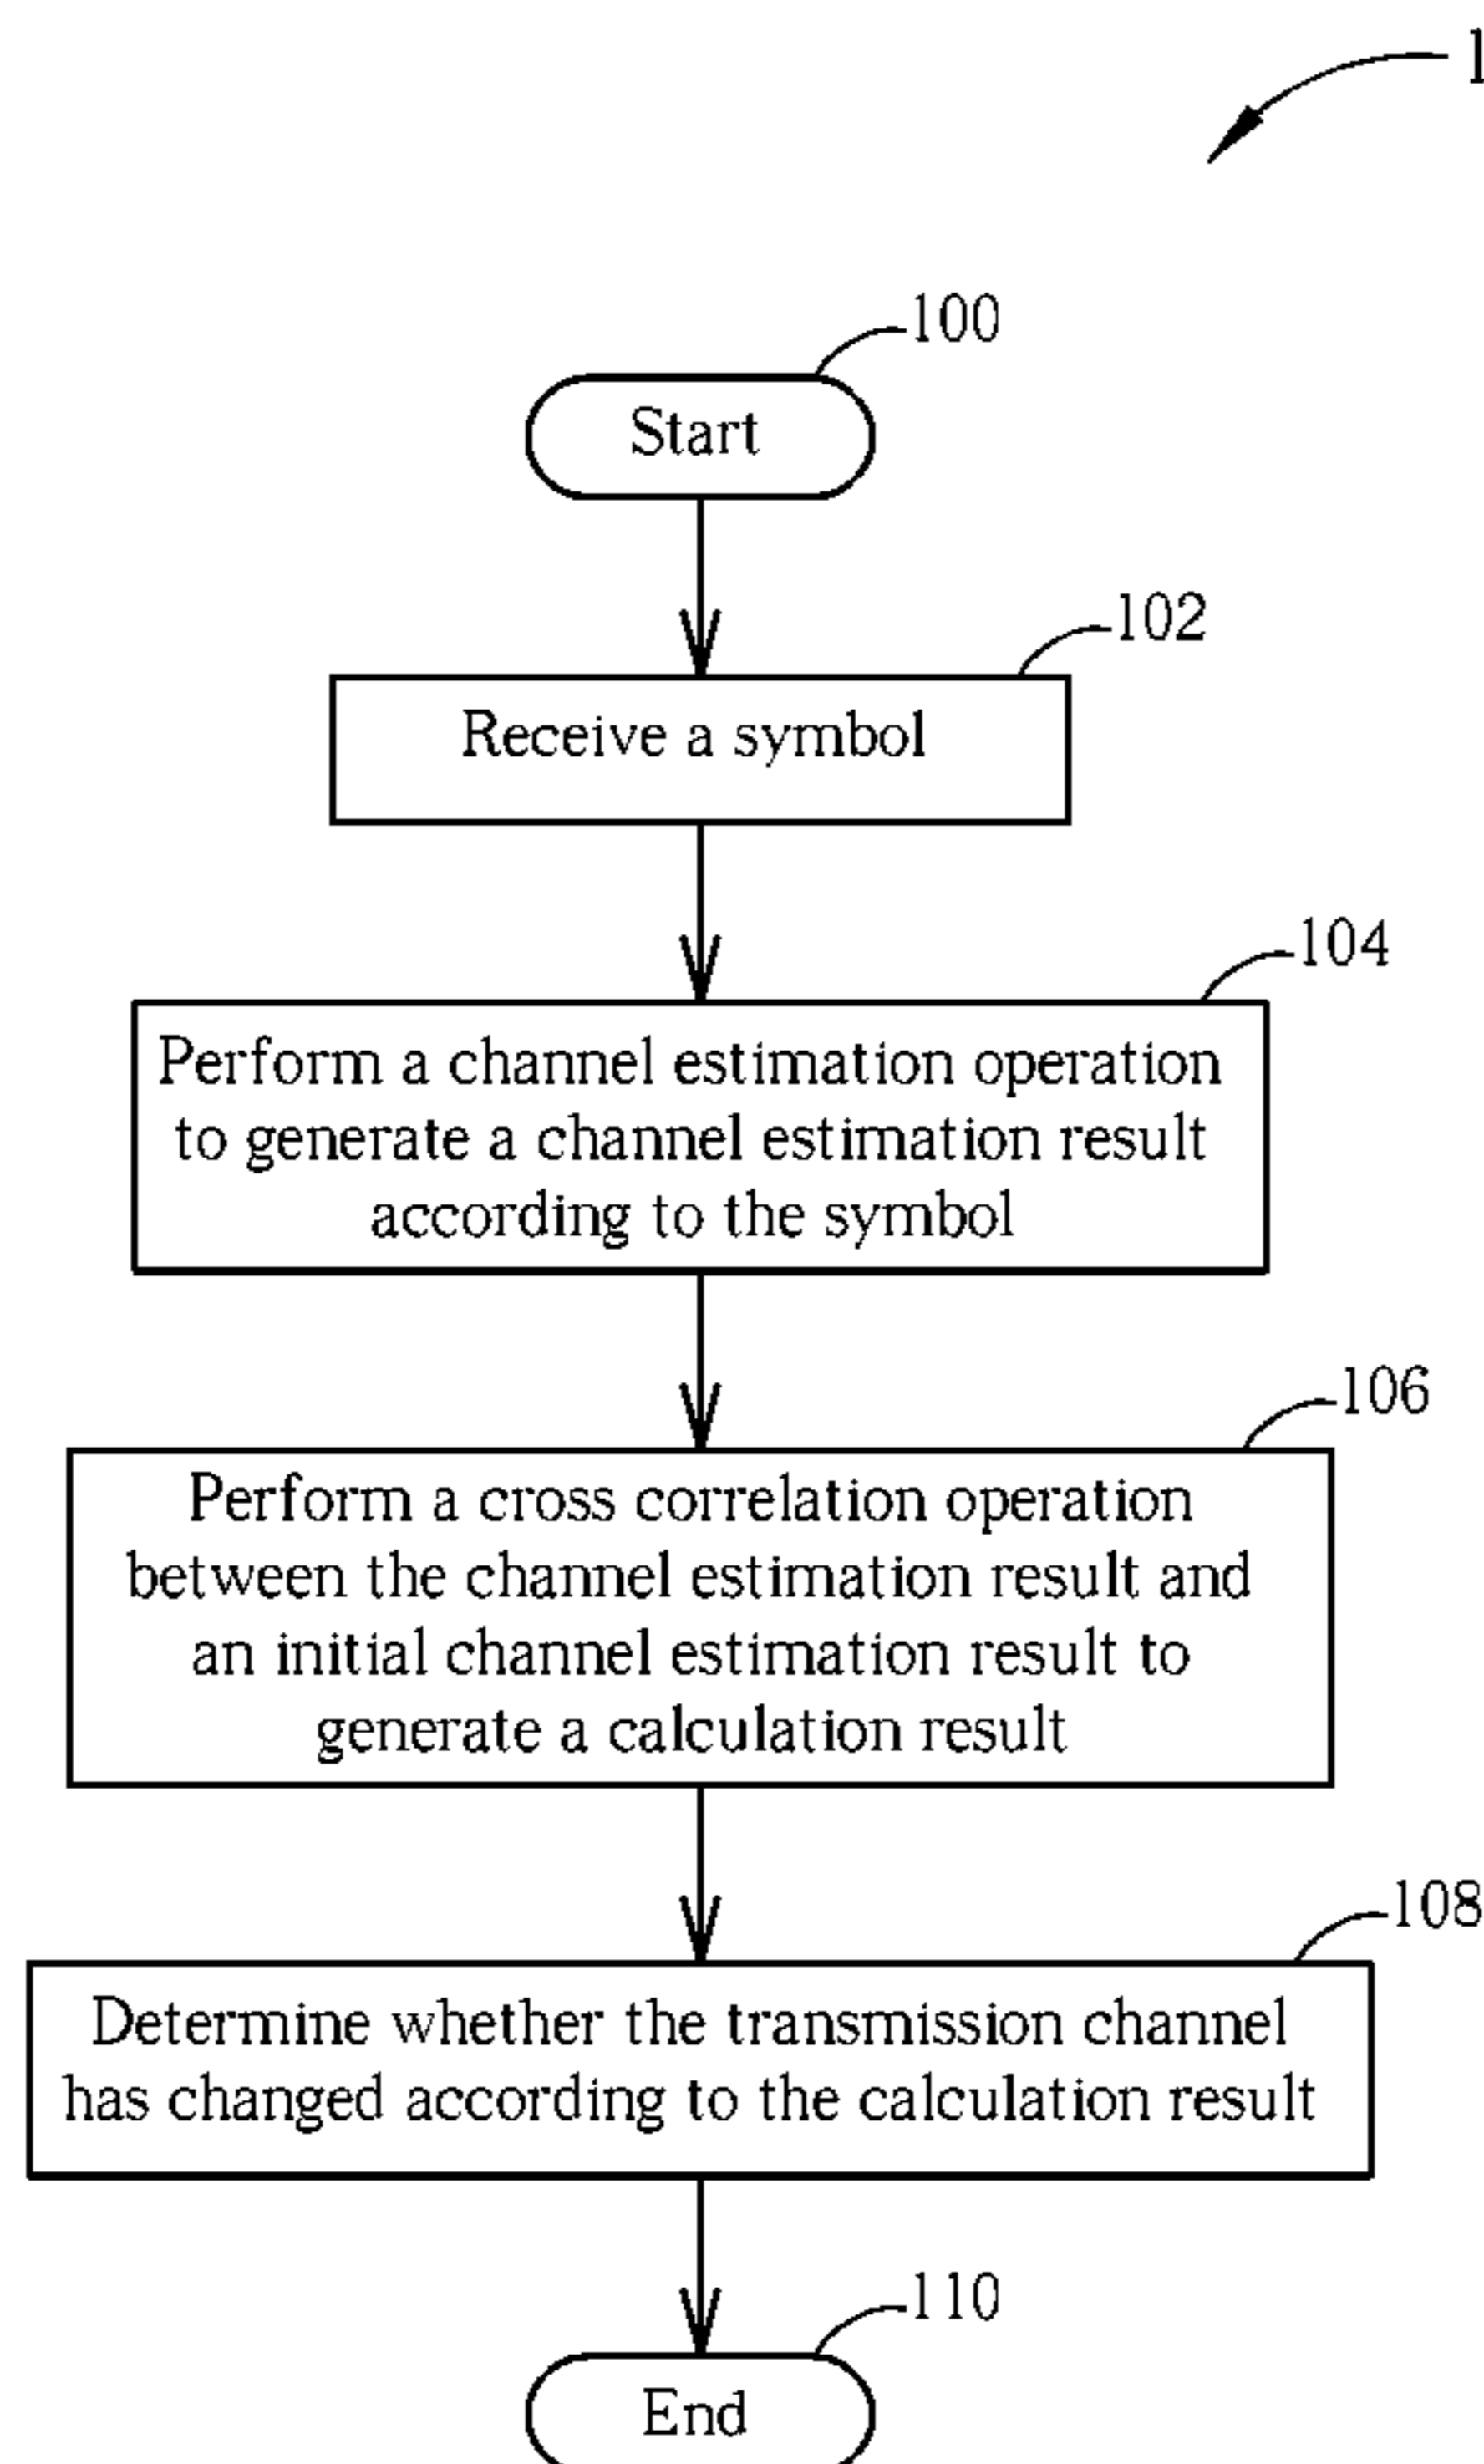 1
100
Start
102
Receive a symbol
104
Perform a channel estimation operation
to generate a channel estimation result
according to the symbol
106
Perform a cross correlation operation
between the channel estimation result and
an initial channel estimation result to
generate a calculation result
108
Determine whether the transmission channel
has changed according to the calculation result
110
End